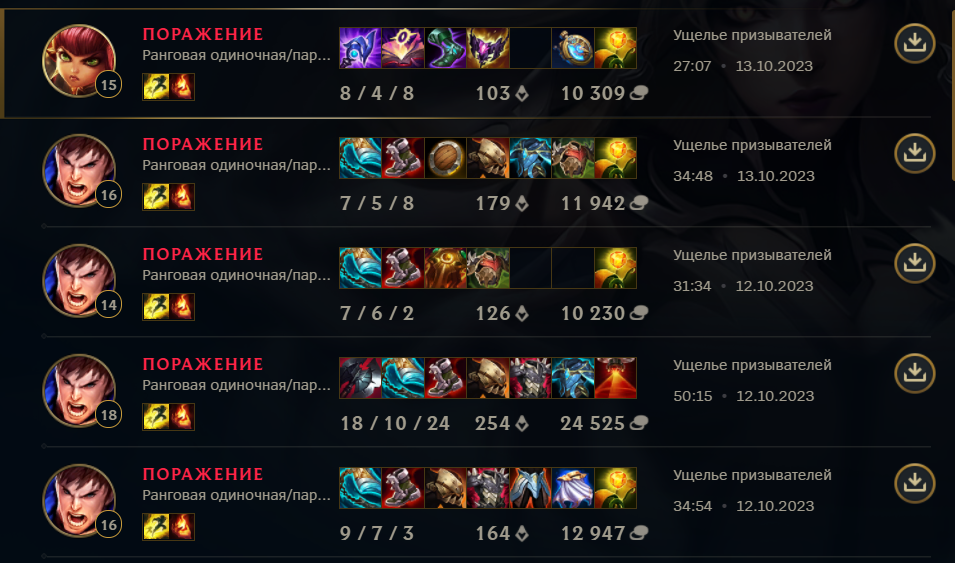 ПОРАЖЕНИЕ
Ранговая одиночная/пар...
15
8 / 4 / 8
103
10 309
Ущелье призывателей
27:07 • 13.10.2023
ПОРАЖЕНИЕ
Ранговая одиночная/пар...
16
7 / 5 / 8
179
11 942
Ущелье призывателей
34:48 • 13.10.2023
ПОРАЖЕНИЕ
Ранговая одиночная/пар...
14
7 / 6 / 2
126
10 230
Ущелье призывателей
31:34 • 12.10.2023
ПОРАЖЕНИЕ
Ранговая одиночная/пар...
18
18 / 10 / 24
254
24 525
Ущелье призывателей
50:15 • 12.10.2023
ПОРАЖЕНИЕ
Ранговая одиночная/пар...
16
9 / 7 / 3
164
12 947
Ущелье призывателей
34:54 • 12.10.2023